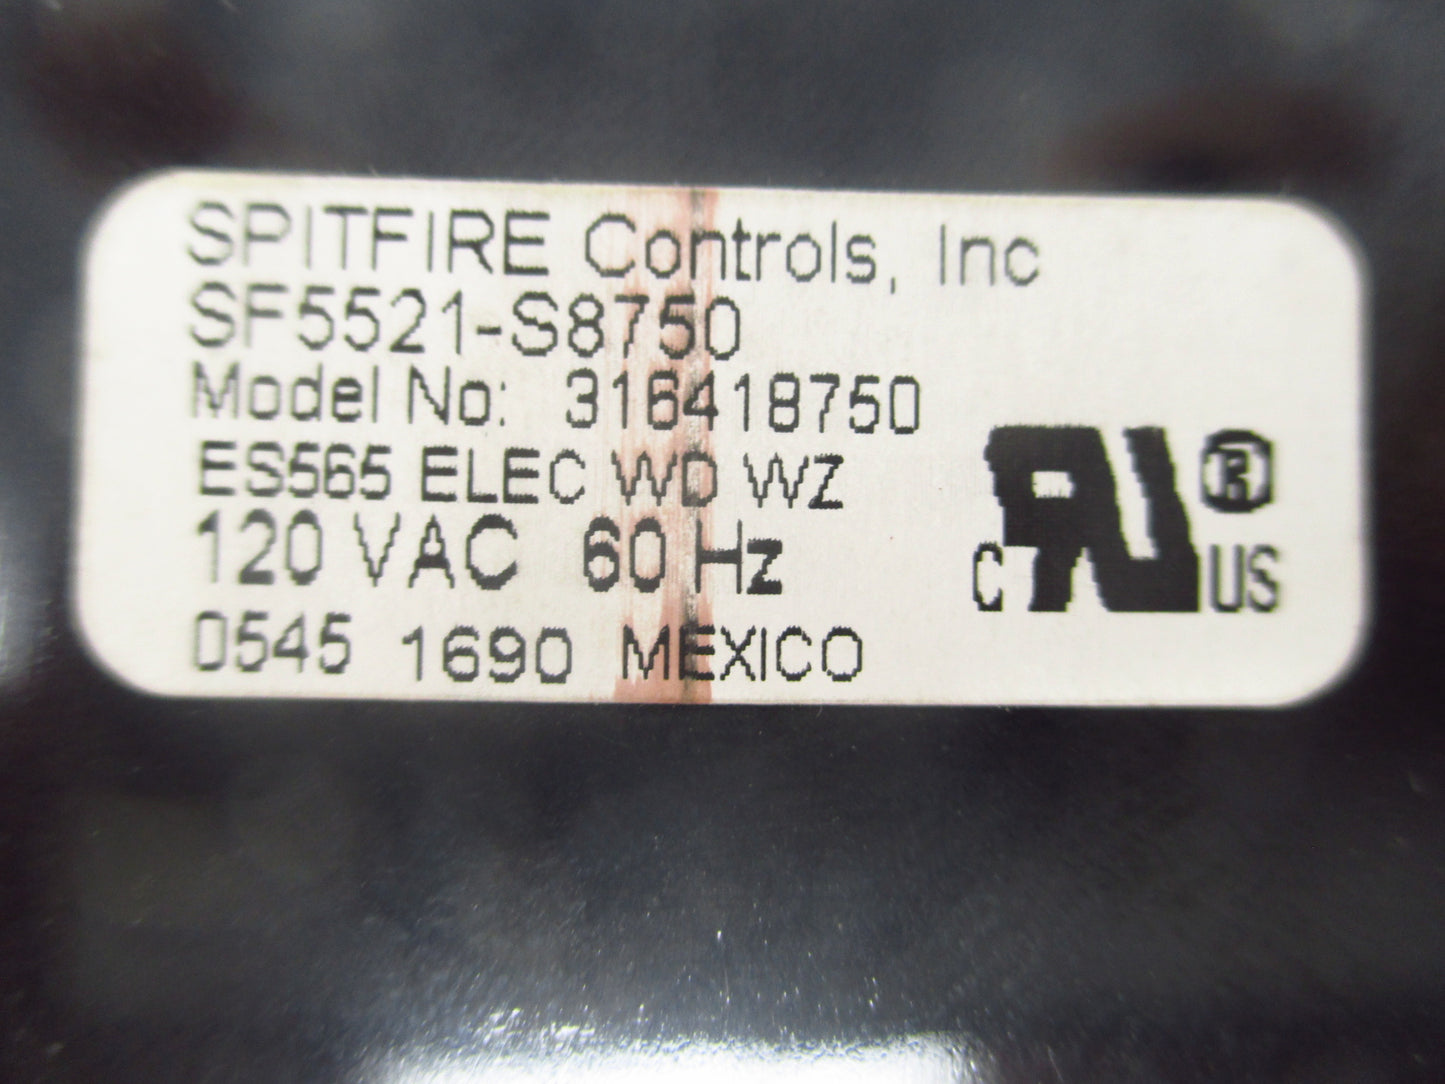 SPITFIRE Controls, Inc
SF5521-S8750
Model No: 316418750
ES565 ELEC WD WZ
120 VAC 60 Hz
0545 1690 MEXICO
C RU ® US